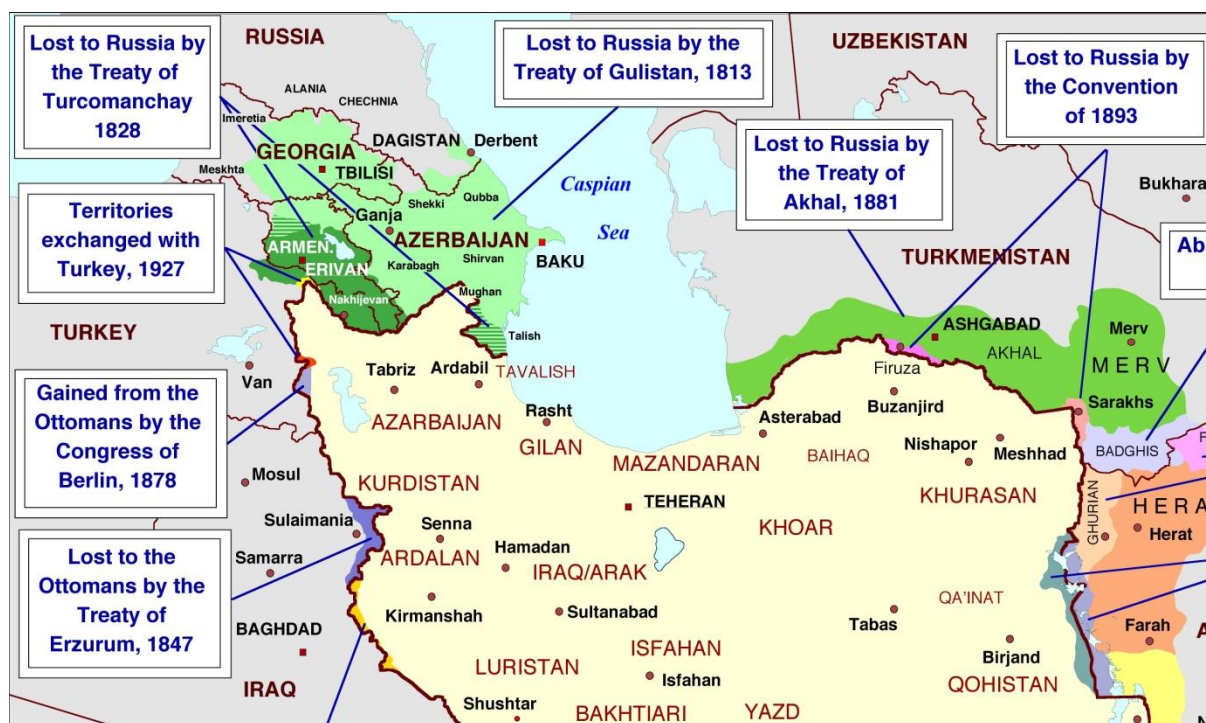 Lost to Russia by
the Treaty of
Turcomanchay
1828
RUSSIA
Lost to Russia by the
Treaty of Gulistan, 1813
UZBEKISTAN
Lost to Russia by
the Convention
of 1893
ALANIA
CHECHNIA
Imeretia
DAGISTAN
Derbent
GEORGIA
Meskhta
TBILISI
Lost to Russia by
the Treaty of
Akhal, 1881
Bukhara
Caspian
Sea
Qubba
Shekki
Ganja
Territories
exchanged with
Turkey, 1927
ARMEN.
ERIVAN
AZERBAIJAN
Karabagh
Shirvan
BAKU
Ab
TURKMENISTAN
Nakhijevan
Mughan
Talish
TURKEY
ASHGABAD
AKHAL
Merv
MERV
Van
Tabriz
Ardabil
TAVALISH
Firuza
Buzanjird
Sarakhs
Gained from the
Ottomans by the
Congress of
Berlin, 1878
AZARBAIJAN
Rasht
GILAN
Asterabad
Nishapor
Meshhad
BADGHIS
MAZANDARAN
BAIHAQ
Mosul
KURDISTAN
KHURASAN
TEHERAN
KHOAR
GHURIAN
HERA
Herat
Sulaimania
Senna
ARDALAN
Samarra
Hamadan
IRAQ/ARAK
Lost to the
Ottomans by the
Treaty of
Erzurum, 1847
Kirmanshah
Sultanabad
QA'INAT
Tabas
BAGHDAD
Farah
Birjand
ISFAHAN
LURISTAN
Isfahan
QOHISTAN
IRAQ
Shushtar
BAKHTIARI
YAZD